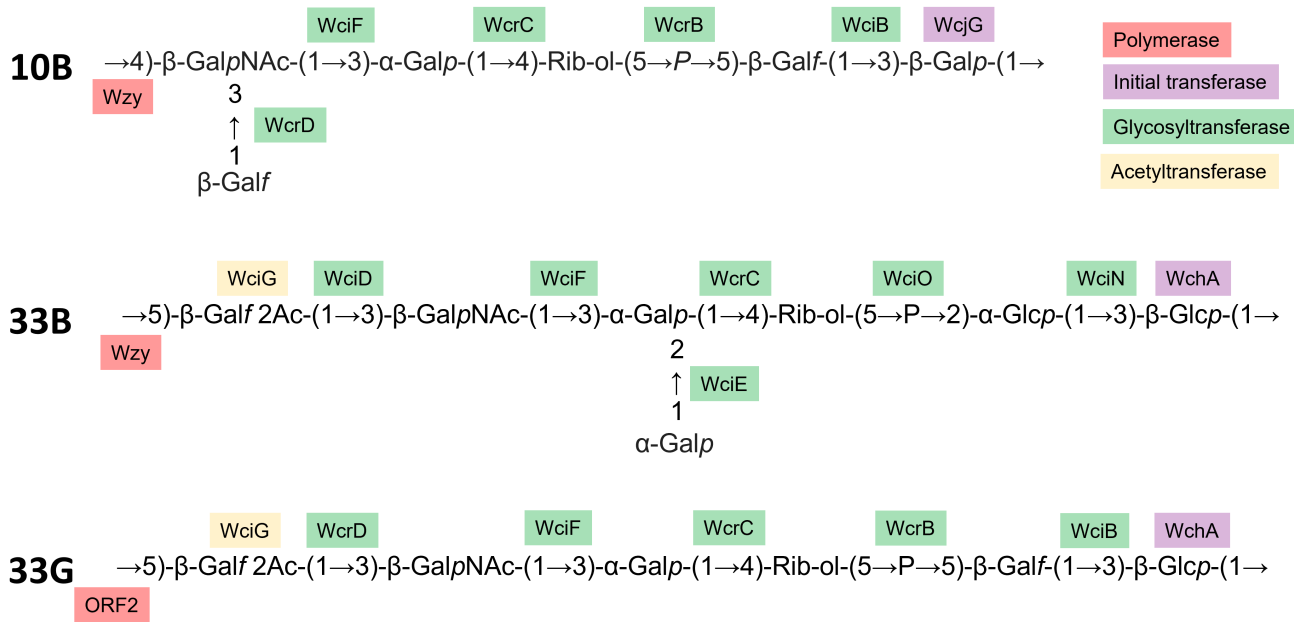 WciF WcrC WcrB WciB WcjG
10B →4)-β-GalpNAc-(1→3)-α-Galp-(1→4)-Rib-ol-(5→P→5)-β-Galf-(1→3)-β-Galp-(1→
Wzy 3
↑ WcrD
1
β-Galf
Polymerase
Initial transferase
Glycosyltransferase
Acetyltransferase
WciG WciD WciF WcrC WciO WciN WchA
33B →5)-β-Galf 2Ac-(1→3)-β-GalpNAc-(1→3)-α-Galp-(1→4)-Rib-ol-(5→P→2)-α-Glcp-(1→3)-β-Glcp-(1→
Wzy 2
↑ WciE
1
α-Galp
WciG WcrD WciF WcrC WcrB WciB WchA
33G →5)-β-Galf 2Ac-(1→3)-β-GalpNAc-(1→3)-α-Galp-(1→4)-Rib-ol-(5→P→5)-β-Galf-(1→3)-β-Glcp-(1→
ORF2